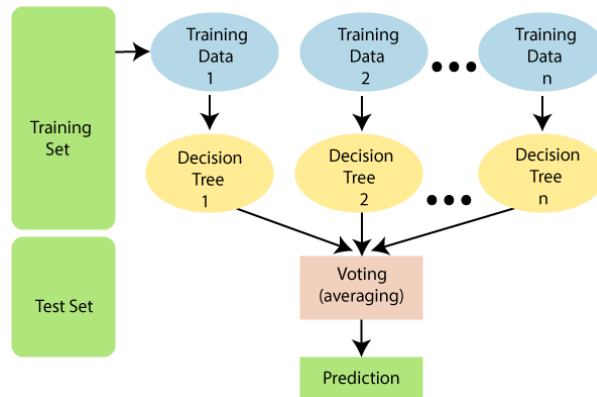 Training
Set
Training
Data
1
Training
Data
2
Training
Data
n
Decision
Tree
1
Decision
Tree
2
Decision
Tree
n
Test Set
Voting
(averaging)
Prediction